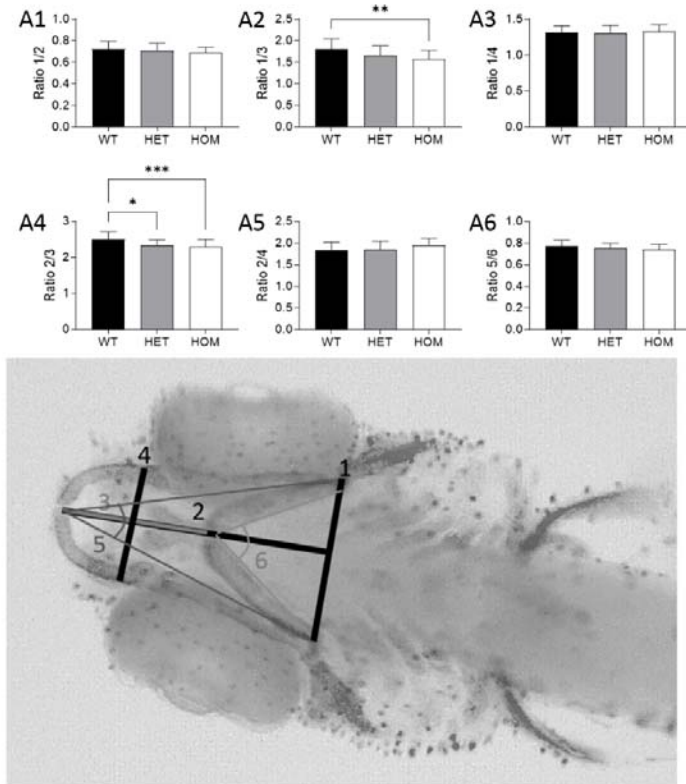 A1
Ratio 1/2
1.0
0.8
0.6
0.4
0.2
0.0
WT HET HOM
A2
Ratio 1/3
2.5
2.0
1.5
1.0
0.5
0.0
**
WT HET HOM
A3
Ratio 1/4
1.5
1.0
0.5
0.0
WT HET HOM
A4
Ratio 2/3
3
2
1
0
***
*
WT HET HOM
A5
Ratio 2/4
2.5
2.0
1.5
1.0
0.5
0.0
WT HET HOM
A6
Ratio 5/6
1.0
0.8
0.6
0.4
0.2
0.0
WT HET HOM
4
1
3
2
5
6